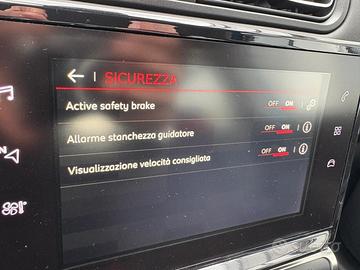 SICUREZZA
Active safety brake OFF ON
Allarme stanchezza guidatore OFF ON
Visualizzazione velocità consigliata OFF ON